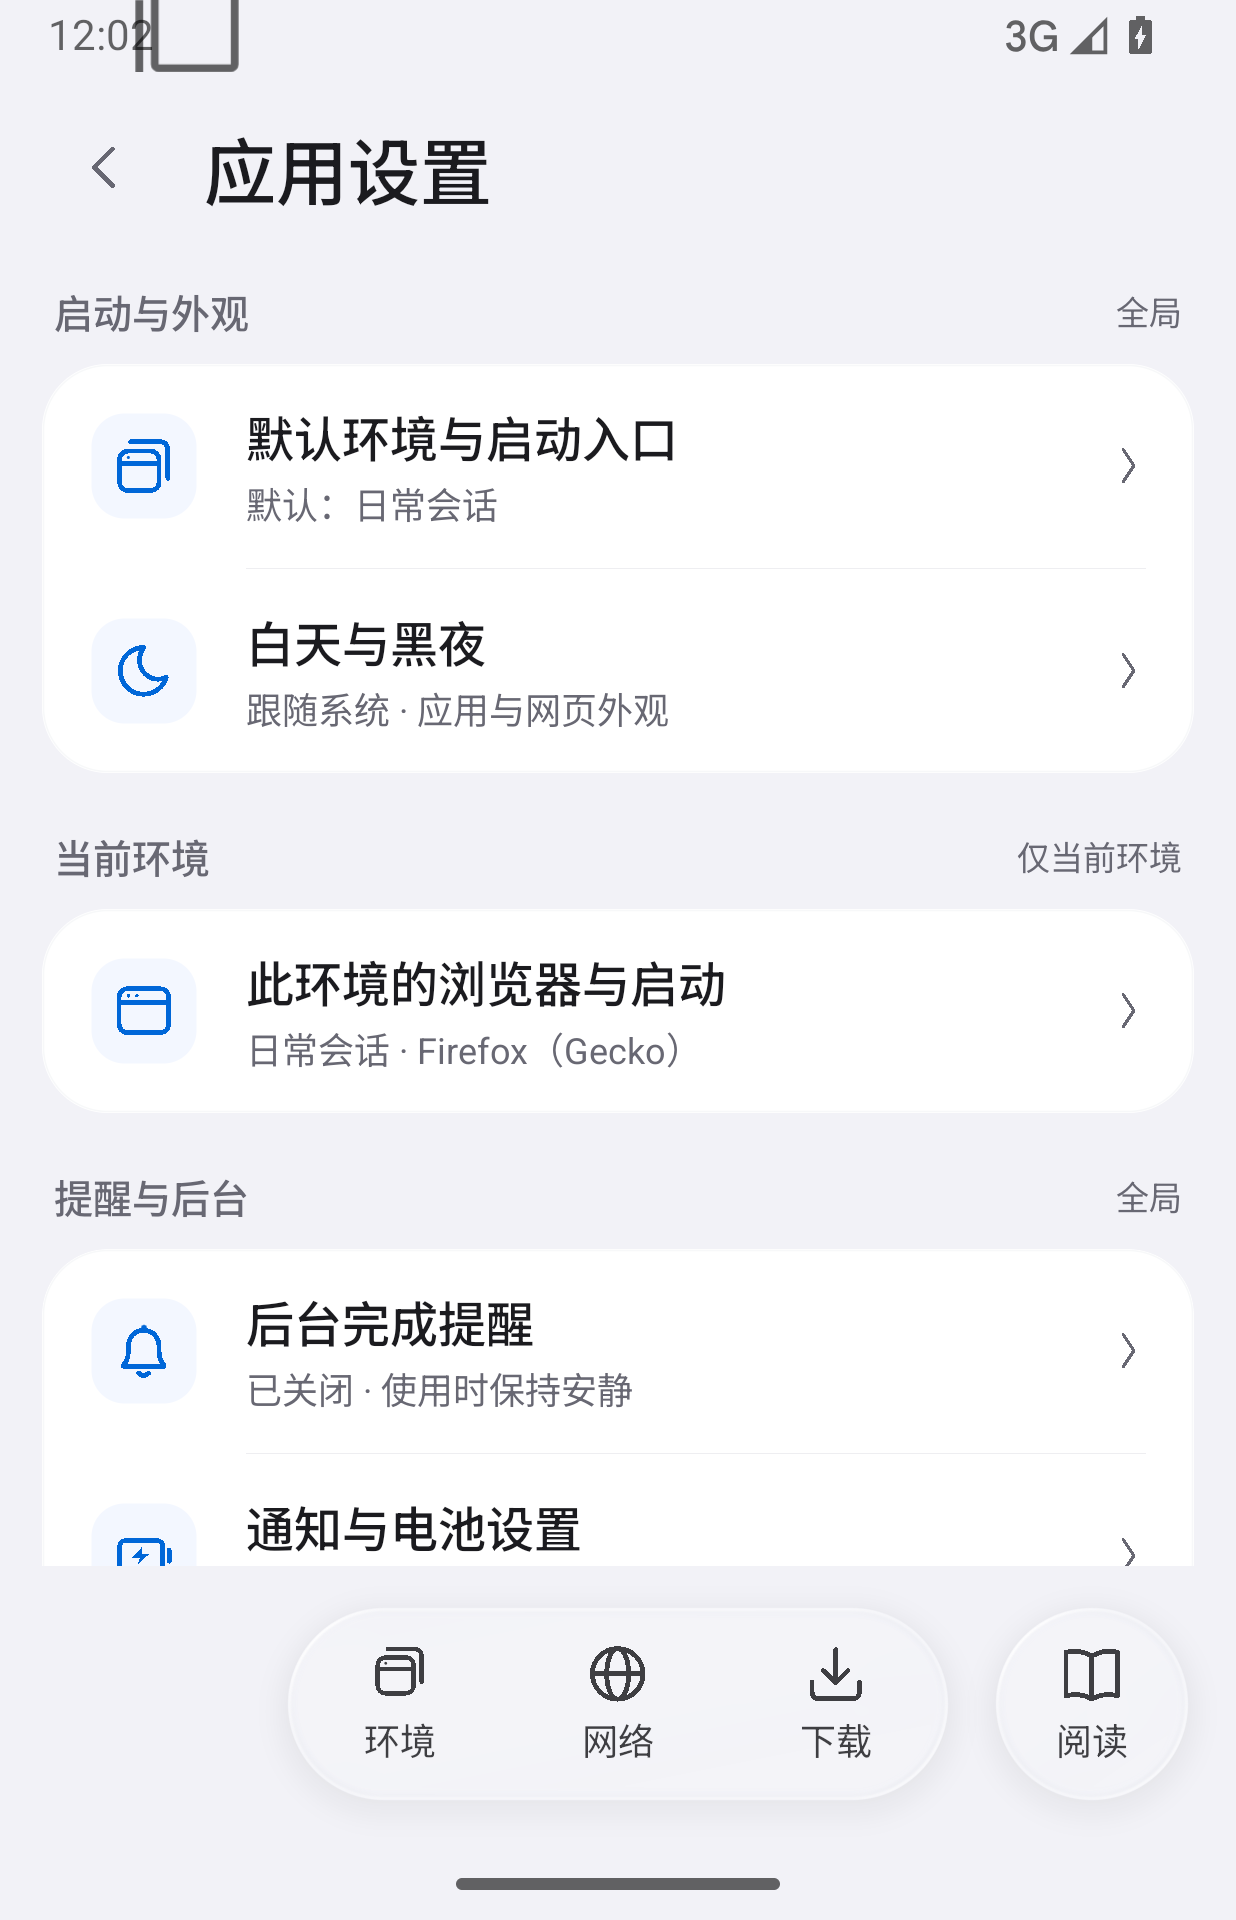 12:02
3G
应用设置
启动与外观
全局
默认环境与启动入口
默认：日常会话
白天与黑夜
跟随系统 · 应用与网页外观
当前环境
仅当前环境
此环境的浏览器与启动
日常会话 · Firefox（Gecko）
提醒与后台
全局
后台完成提醒
已关闭 · 使用时保持安静
通知与电池设置
环境
网络
下载
阅读